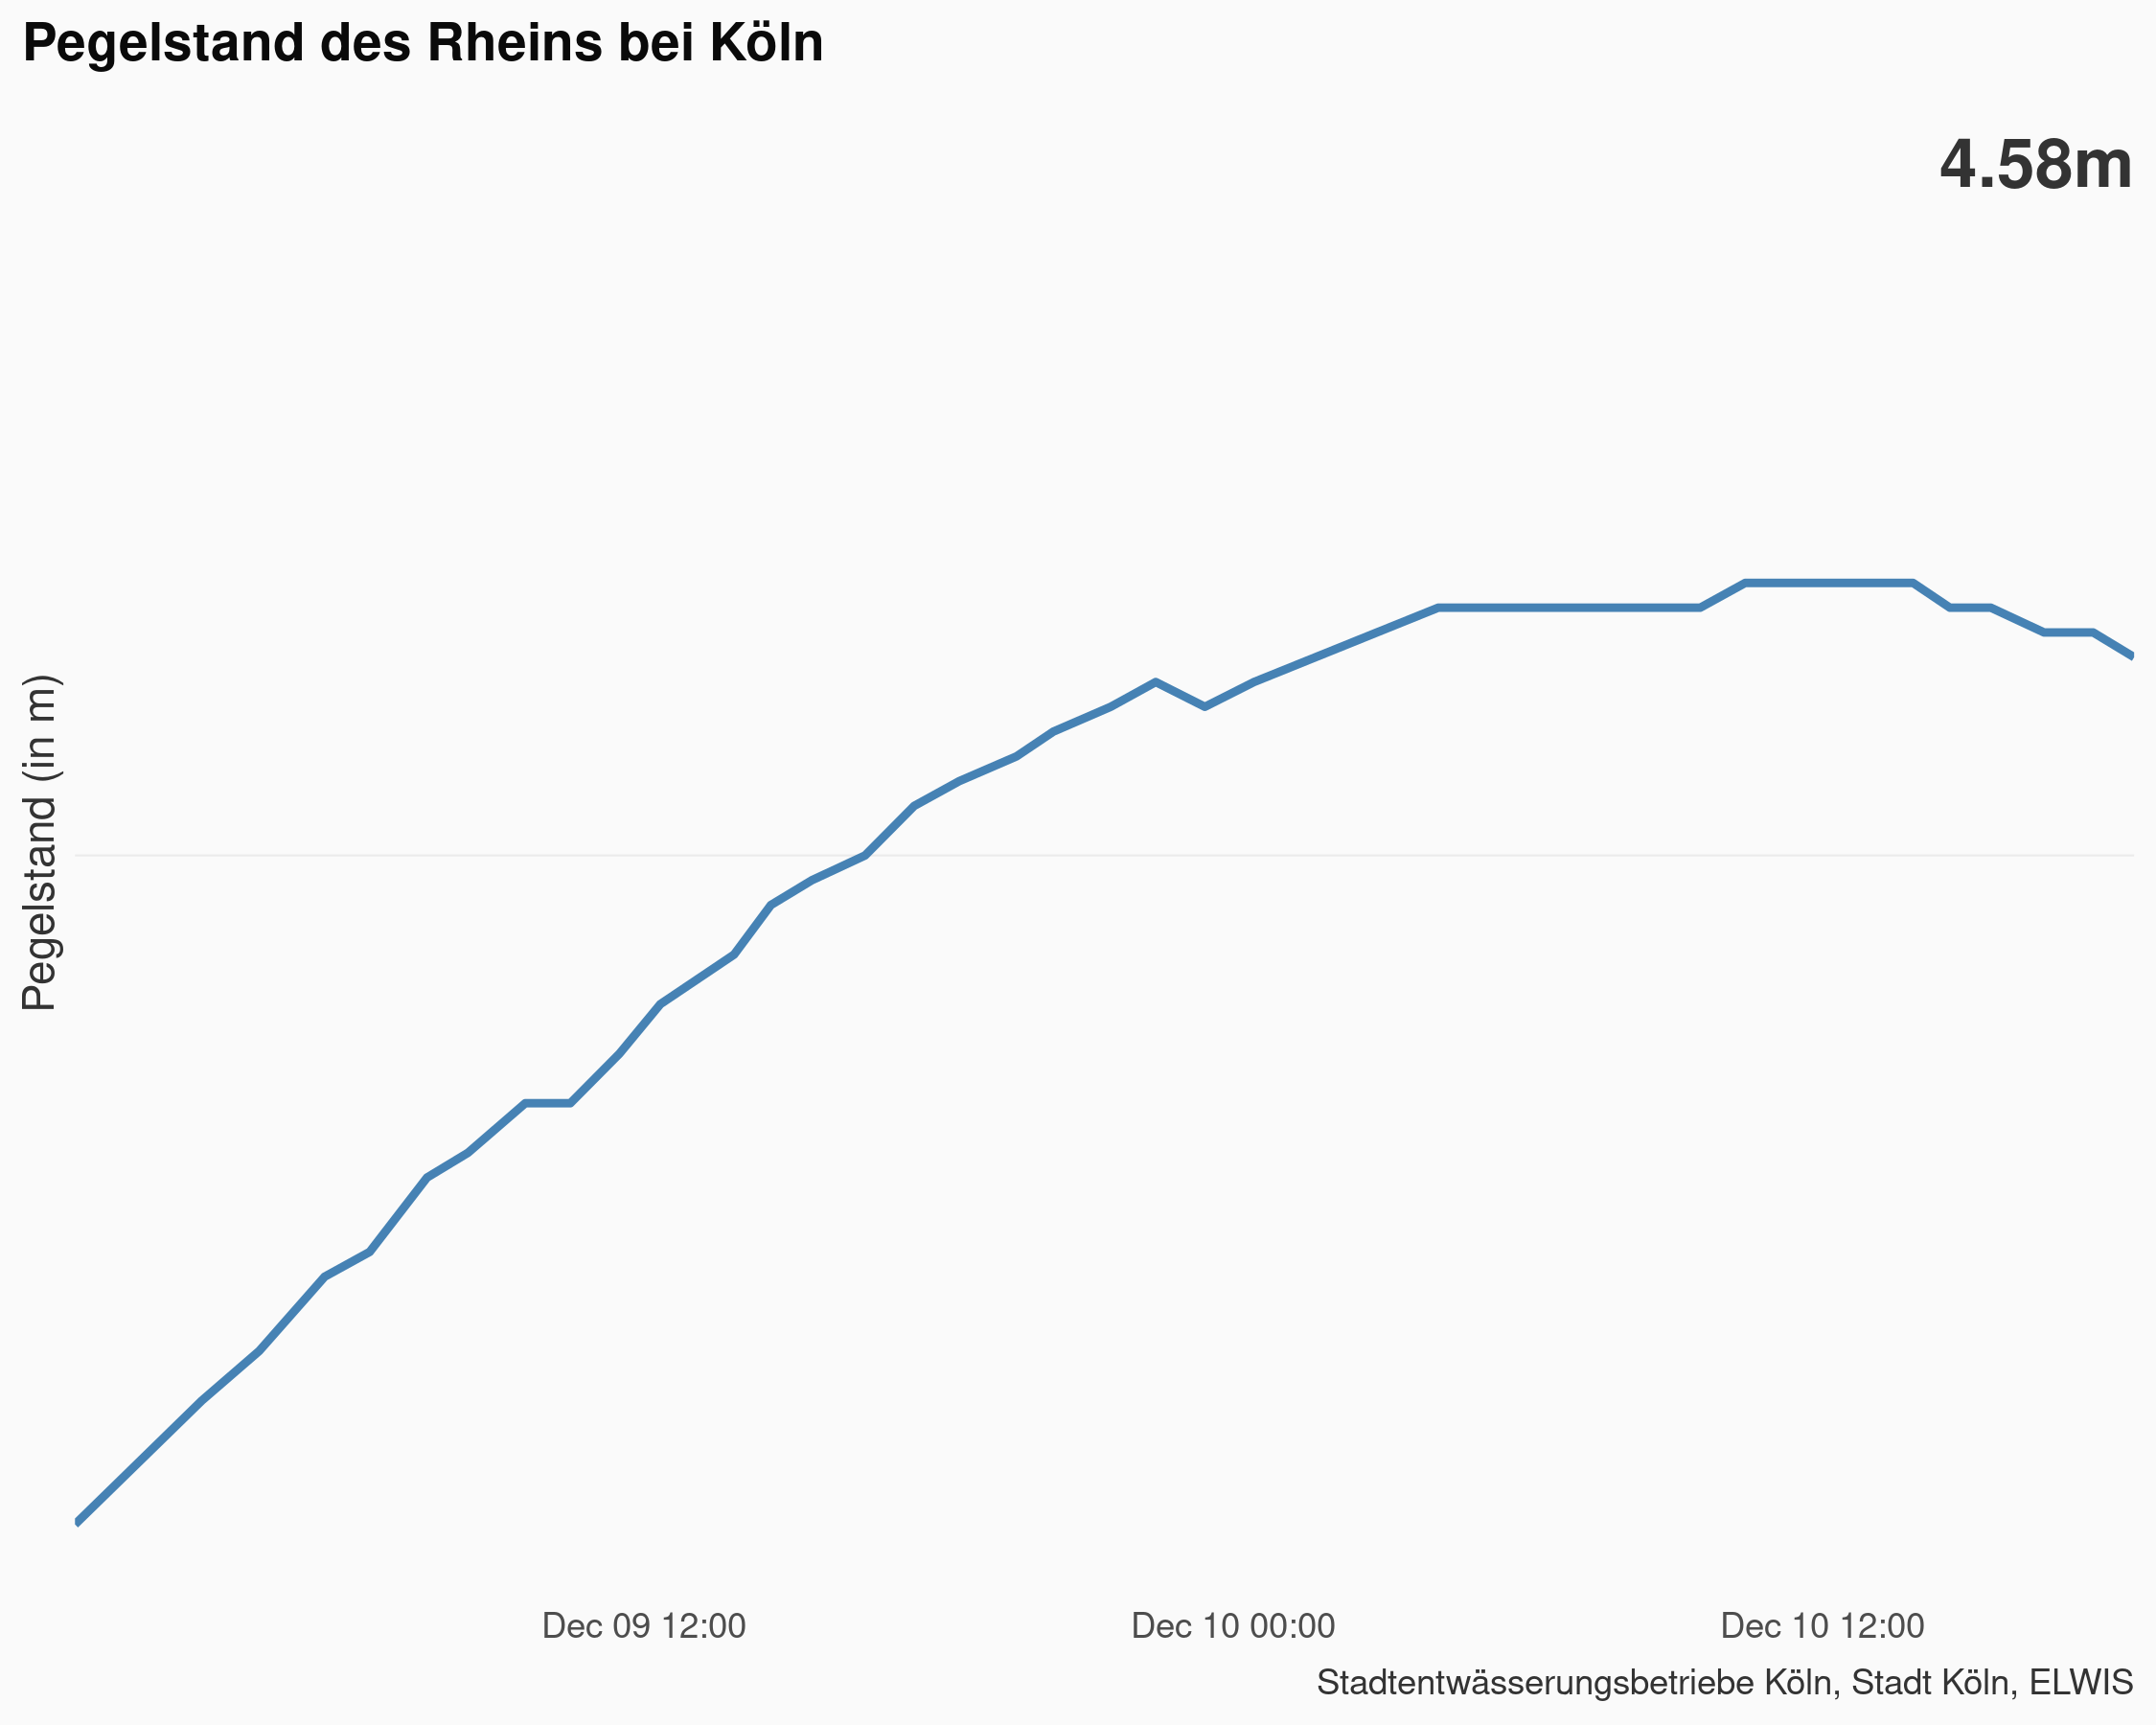 Pegelstand des Rheins bei Köln
4.58m
Pegelstand (in m)
Dec 09 12:00
Dec 10 00:00
Dec 10 12:00
Stadtentwässerungsbetriebe Köln, Stadt Köln, ELWIS